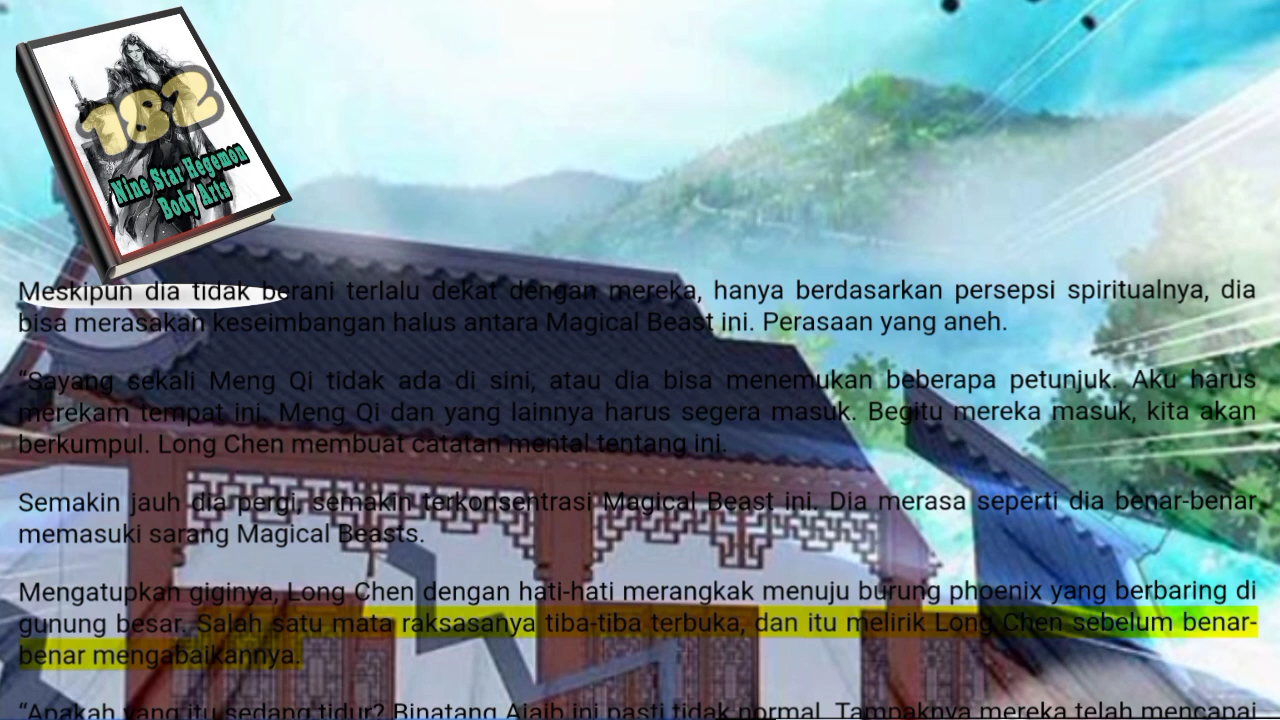 182
Nine Star Hegemon
Body Arts
Meskipun dia tidak berani terlalu dekat dengan mereka, hanya berdasarkan persepsi spiritualnya, dia
bisa merasakan keseimbangan halus antara Magical Beast ini. Perasaan yang aneh.
“Sayang sekali Meng Qi tidak ada di sini, atau dia bisa menemukan beberapa petunjuk. Aku harus
merekam tempat ini. Meng Qi dan yang lainnya harus segera masuk. Begitu mereka masuk, kita akan
berkumpul. Long Chen membuat catatan mental tentang ini.
Semakin jauh dia pergi, semakin terkonsentrasi Magical Beast ini. Dia merasa seperti dia benar-benar
memasuki sarang Magical Beasts.
Mengatupkan giginya, Long Chen dengan hati-hati merangkak menuju burung phoenix yang berbaring di
gunung besar. Salah satu mata raksasanya tiba-tiba terbuka, dan itu melirik Long Chen sebelum benar-
benar mengabaikannya.
“Apakah yang itu sedang tidur? Binatang Ajaib ini pasti tidak normal. Tampaknya mereka telah mencapai